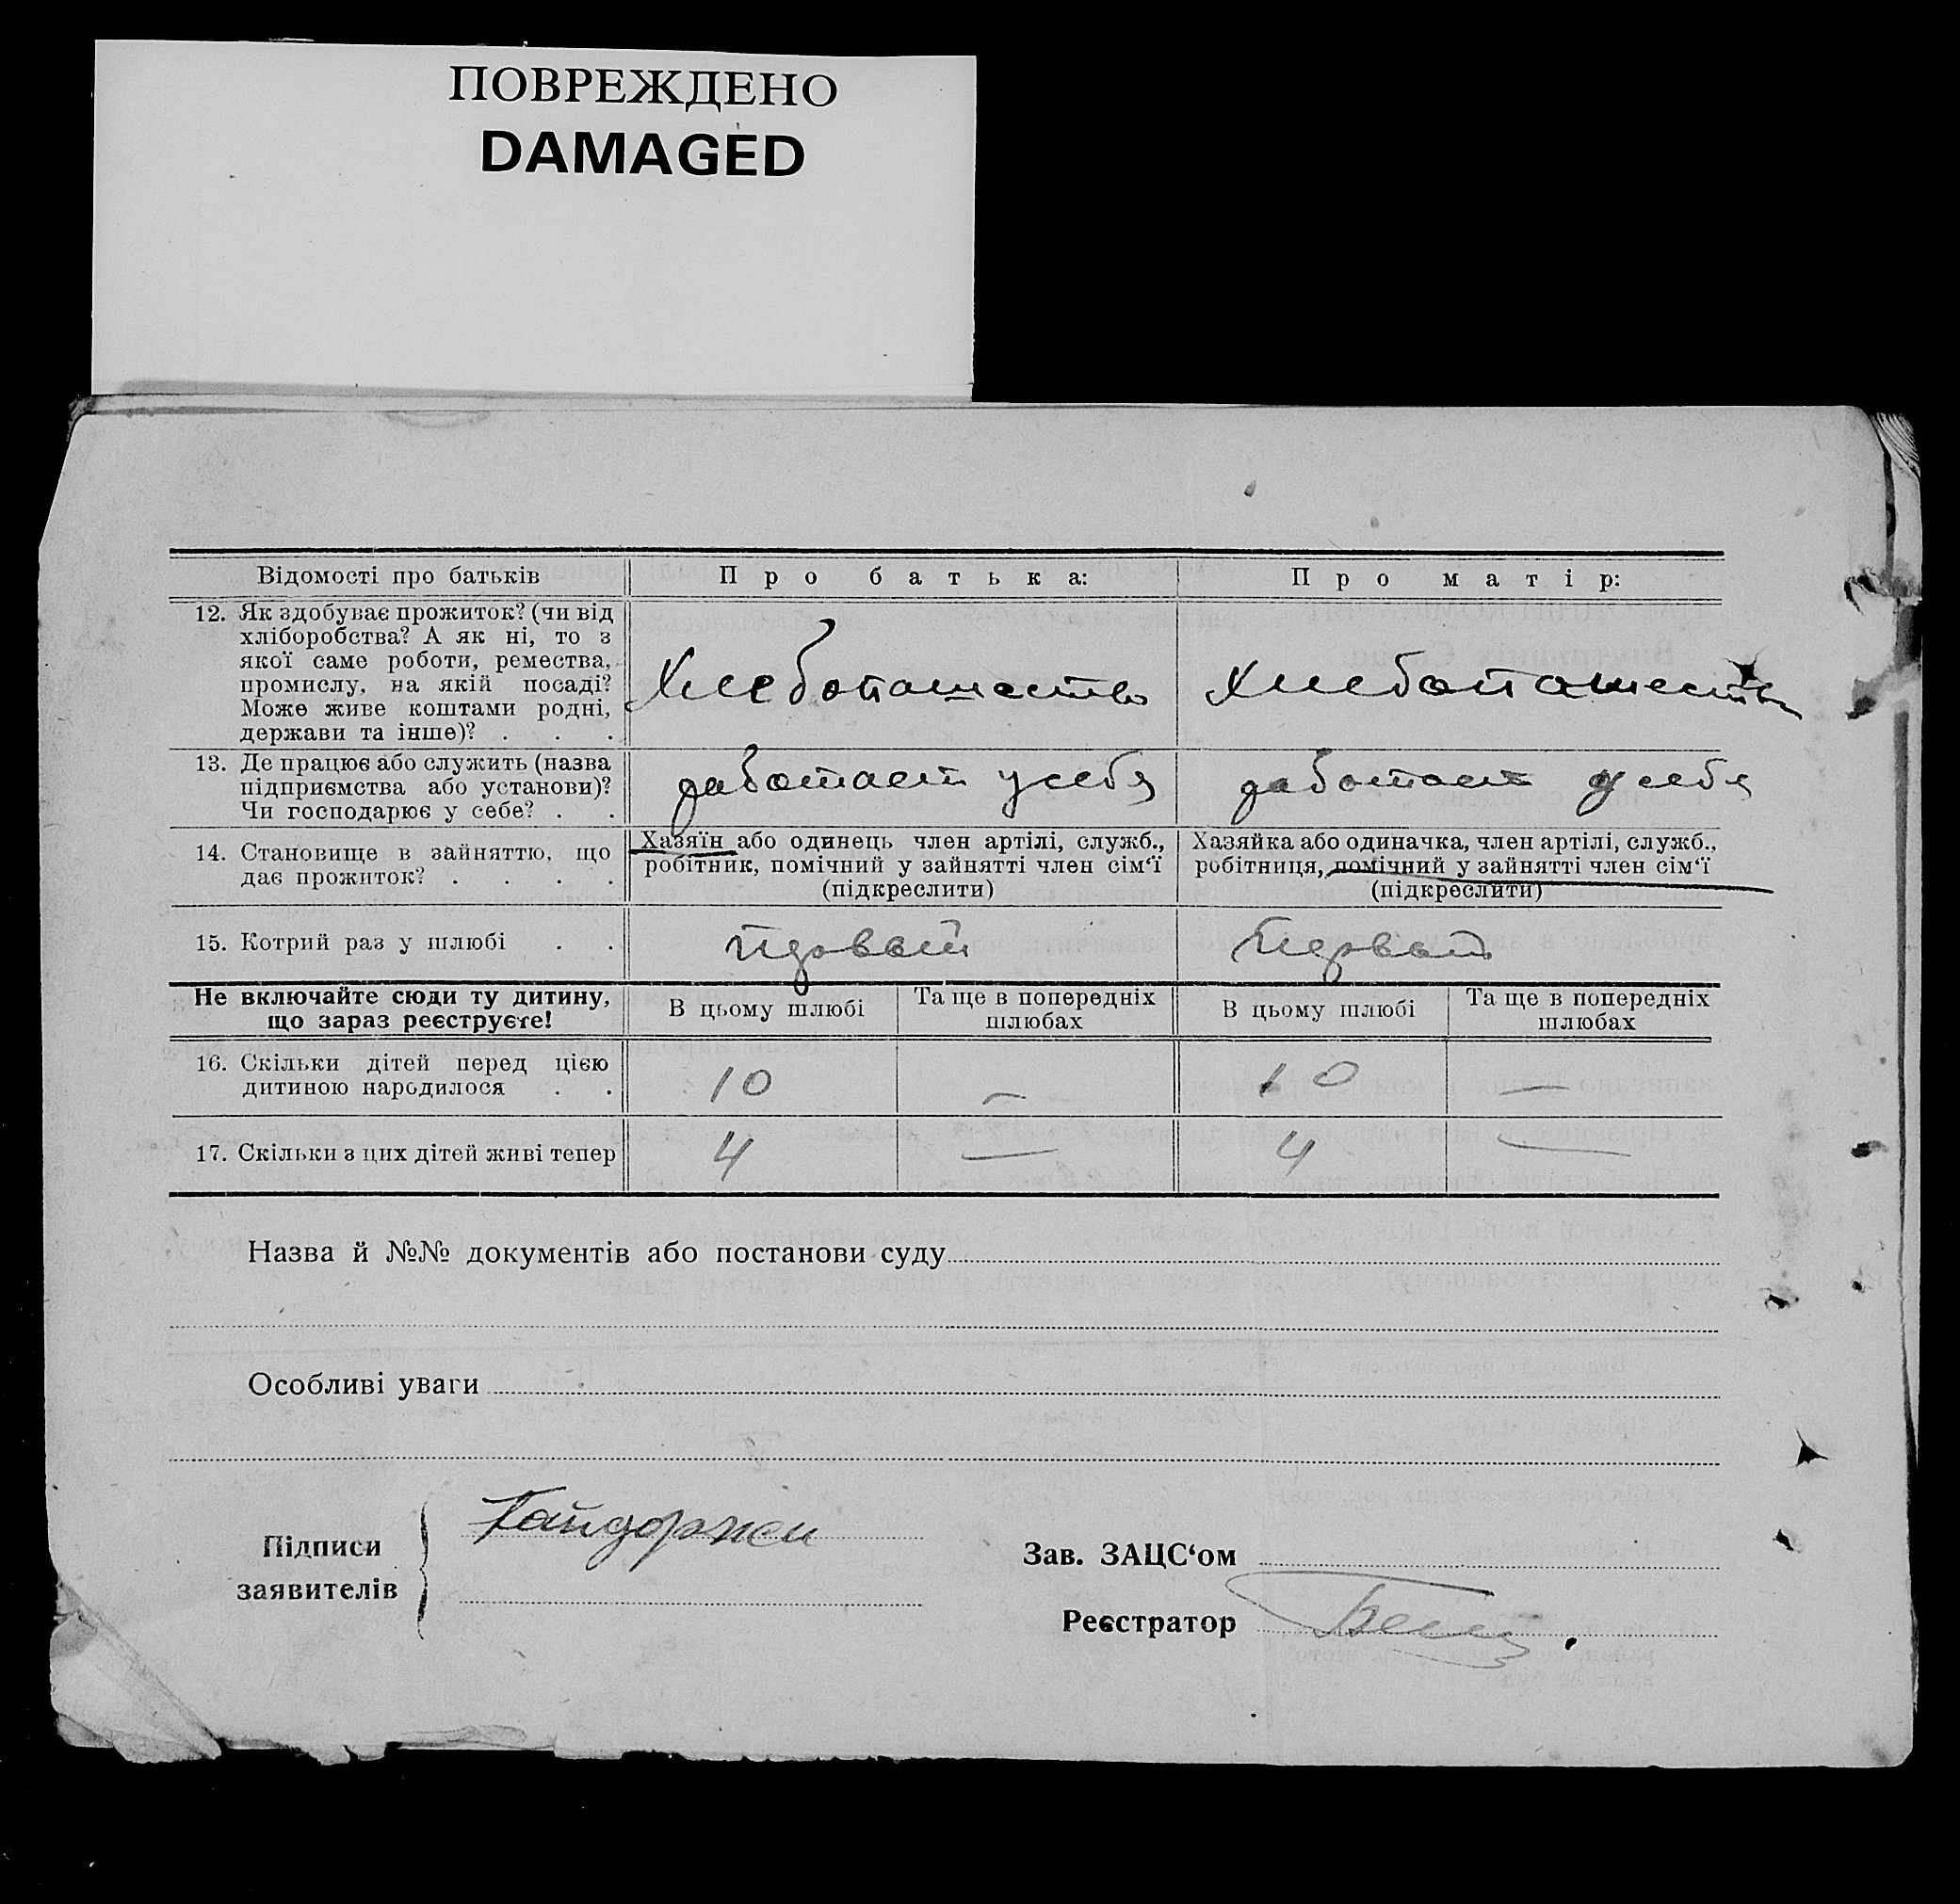 ПОВРЕЖДЕНО
DAMAGED
Відомості про батьків
Про батька:
Про матір:
12. Як здобуває прожиток? (чи від
хліборобства? А як ні, то з
якої саме роботи, ремества,
промислу, на якій посаді?
Може живе коштами родні,
держави та інше)? . . .
Хлебопашество
Хлебопашество
13. Де працює або служить (назва
підприємства або установи)?
Чи господарює у себе? . .
работает у себя
работает у себя
14. Становище в зайняттю, що
дає прожиток? . . . .
Хазяїн або одинець член артілі, служб.,
робітник, помічний у зайнятті член сім‘ї
(підкреслити)
Хазяйка або одиначка, член артілі, служб.,
робітниця, помічний у зайнятті член сім‘ї
(підкреслити)
15. Котрий раз у шлюбі . .
Первый
Первый
Не включайте сюди ту дитину,
що зараз реєструєте!
В цьому шлюбі
Та ще в попередніх
шлюбах
В цьому шлюбі
Та ще в попередніх
шлюбах
16. Скільки дітей перед цією
дитиною народилося . .
10
—
10
—
17. Скільки з цих дітей живі тепер
4
—
4
—
Назва й №№ документів або постанови суду
Особливі уваги
Підписи
заявителів
Гайдаржи
Зав. ЗАЦС‘ом
Реєстратор